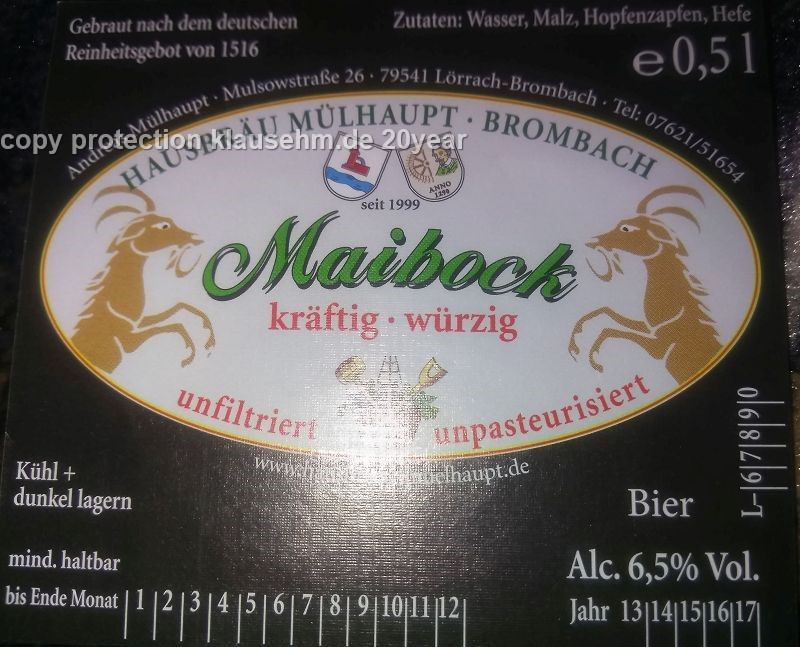 Gebraut nach dem deutschen
Reinheitsgebot von 1516
Zutaten: Wasser, Malz, Hopfenzapfen, Hefe
e 0,5 l
Mülhaupt · Mulsowstraße 26 · 79541 Lörrach-Brombach · Tel: 07621/51654
copy protection klausehm.de 20year
HAUSBRÄU MÜLHAUPT · BROMBACH
ANNO
seit 1999
Maibock
kräftig · würzig
unfiltriert
unpasteurisiert
Kühl +
dunkel lagern
Bier
L– |6|7|8|9|0
mind. haltbar
Alc. 6,5% Vol.
bis Ende Monat |1|2|3|4|5|6|7|8|9|10|11|12|
Jahr 13|14|15|16|17|